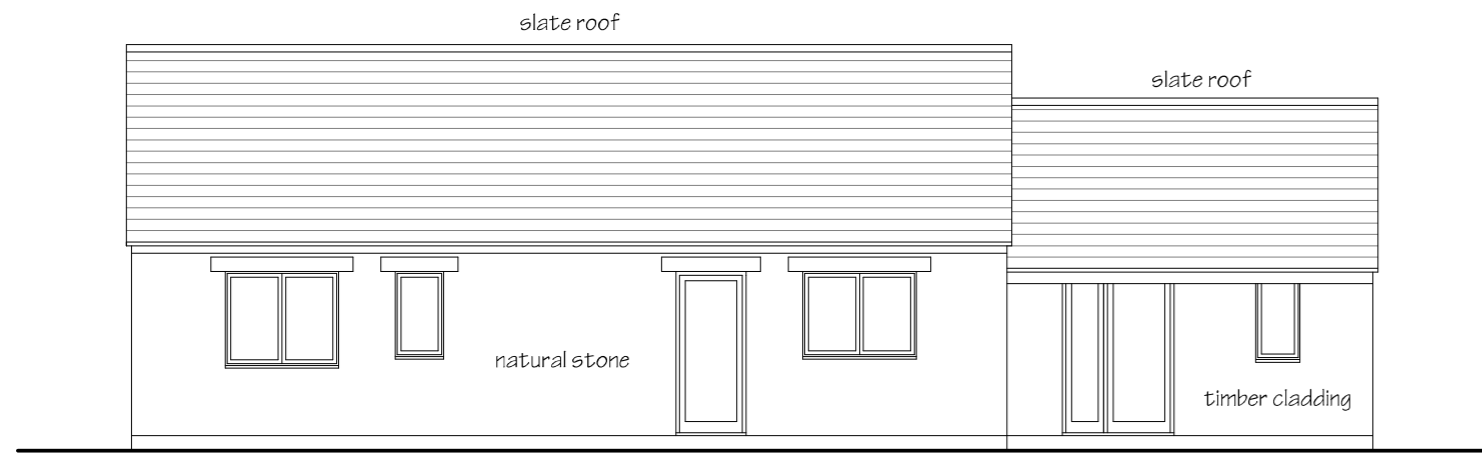 slate roof
slate roof
natural stone
timber cladding